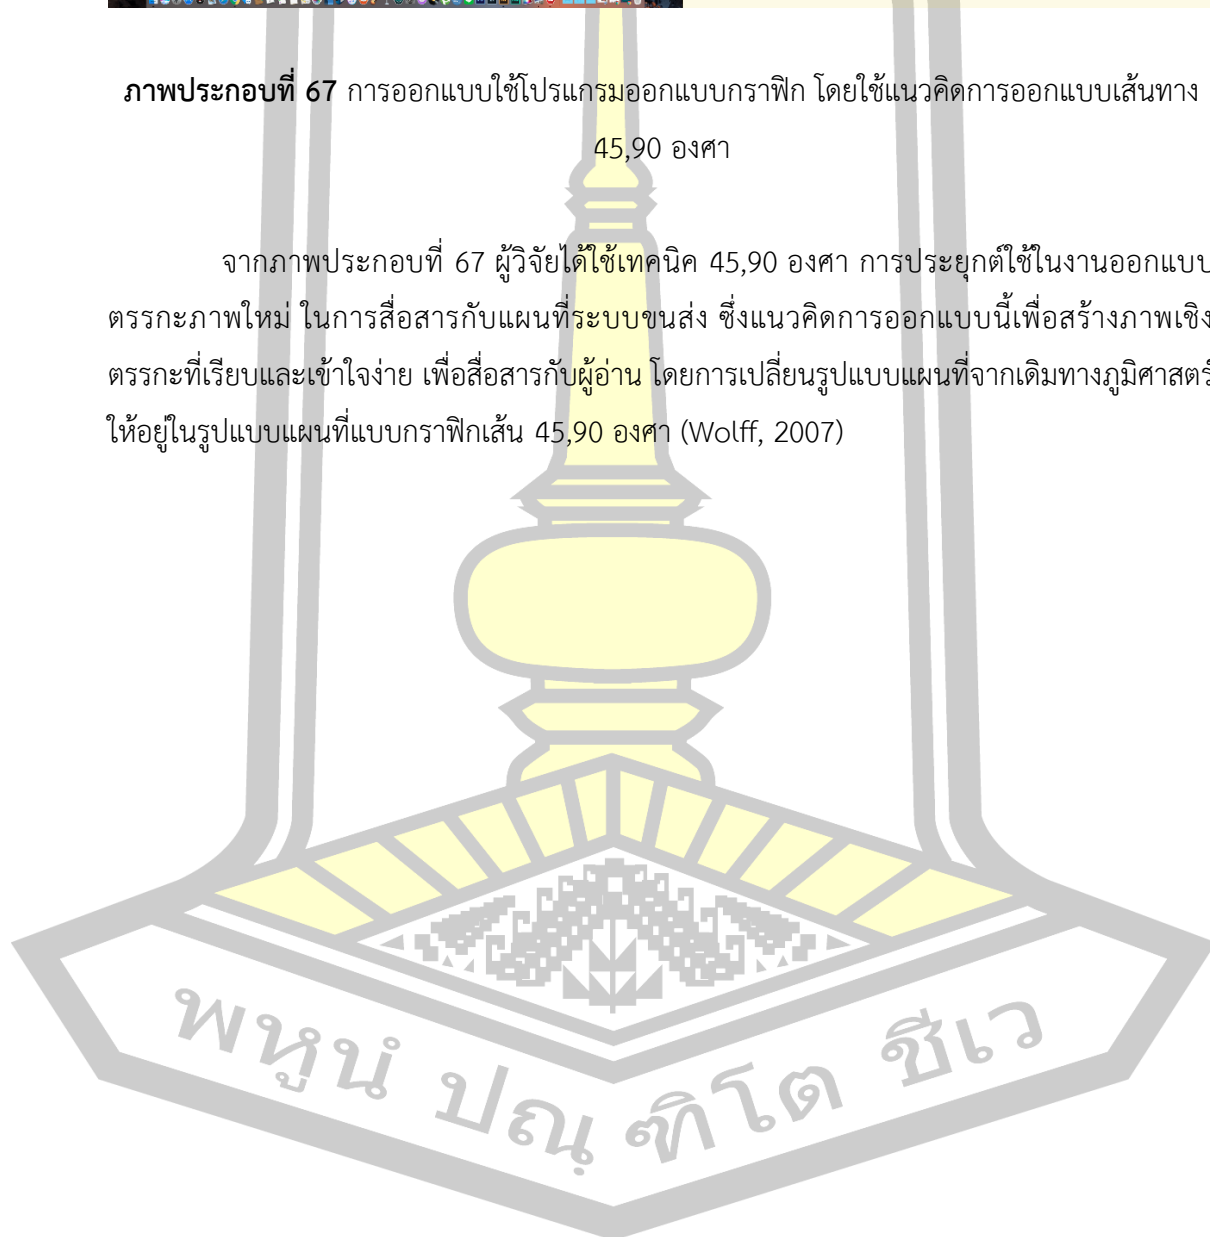 ภาพประกอบที่ 67 การออกแบบใช้โปรแกรมออกแบบกราฟิก โดยใช้แนวคิดการออกแบบเส้นทาง
45,90 องศา
จากภาพประกอบที่ 67 ผู้วิจัยได้ใช้เทคนิค 45,90 องศา การประยุกต์ใช้ในงานออกแบบ
ตรรกะภาพใหม่ ในการสื่อสารกับแผนที่ระบบขนส่ง ซึ่งแนวคิดการออกแบบนี้เพื่อสร้างภาพเชิง
ตรรกะที่เรียบและเข้าใจง่าย เพื่อสื่อสารกับผู้อ่าน โดยการเปลี่ยนรูปแบบแผนที่จากเดิมทางภูมิศาสตร์
ให้อยู่ในรูปแบบแผนที่แบบกราฟิกเส้น 45,90 องศา (Wolff, 2007)
พหูนํ ปณฺฑิโต ชีเว